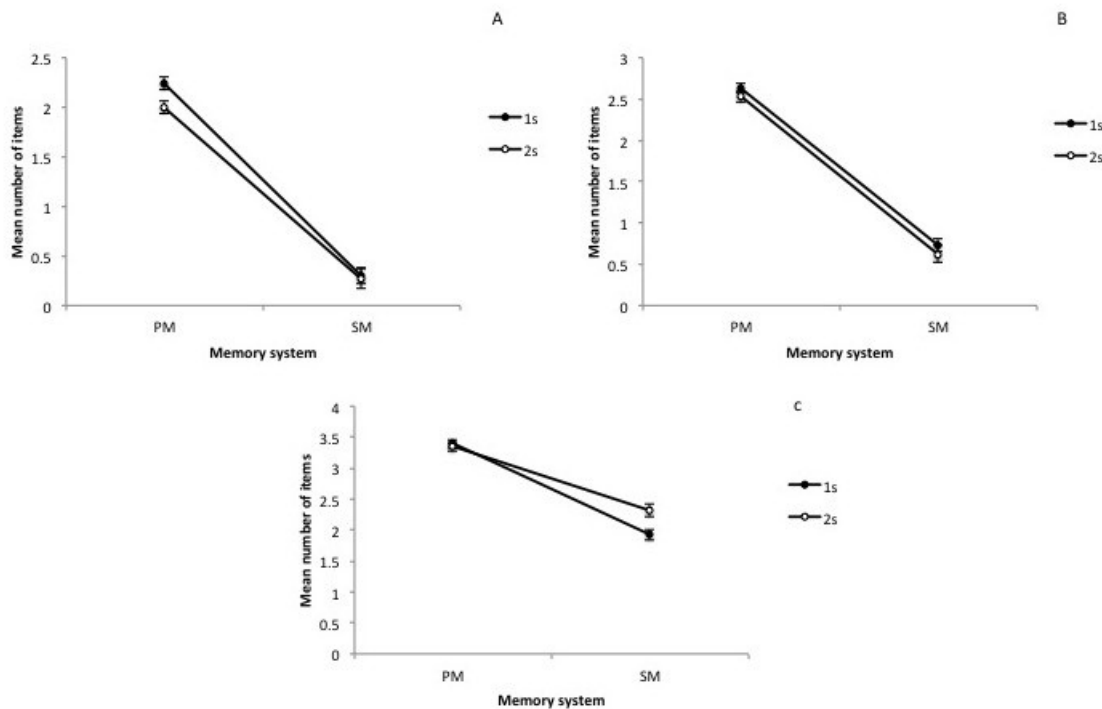 A
Mean number of items
2.5
2
1.5
1
0.5
0
PM
SM
Memory system
1s
2s
B
Mean number of items
3
2.5
2
1.5
1
0.5
0
PM
SM
Memory system
1s
2s
c
Mean number of items
4
3.5
3
2.5
2
1.5
1
0.5
0
PM
SM
Memory system
1s
2s